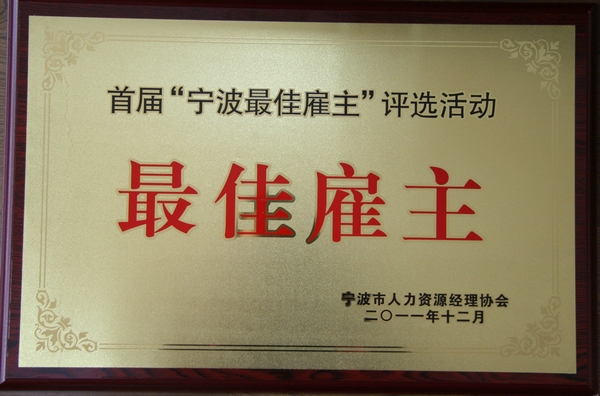 首届“宁波最佳雇主”评选活动
最佳雇主
宁波市人力资源经理协会
二〇一一年十二月